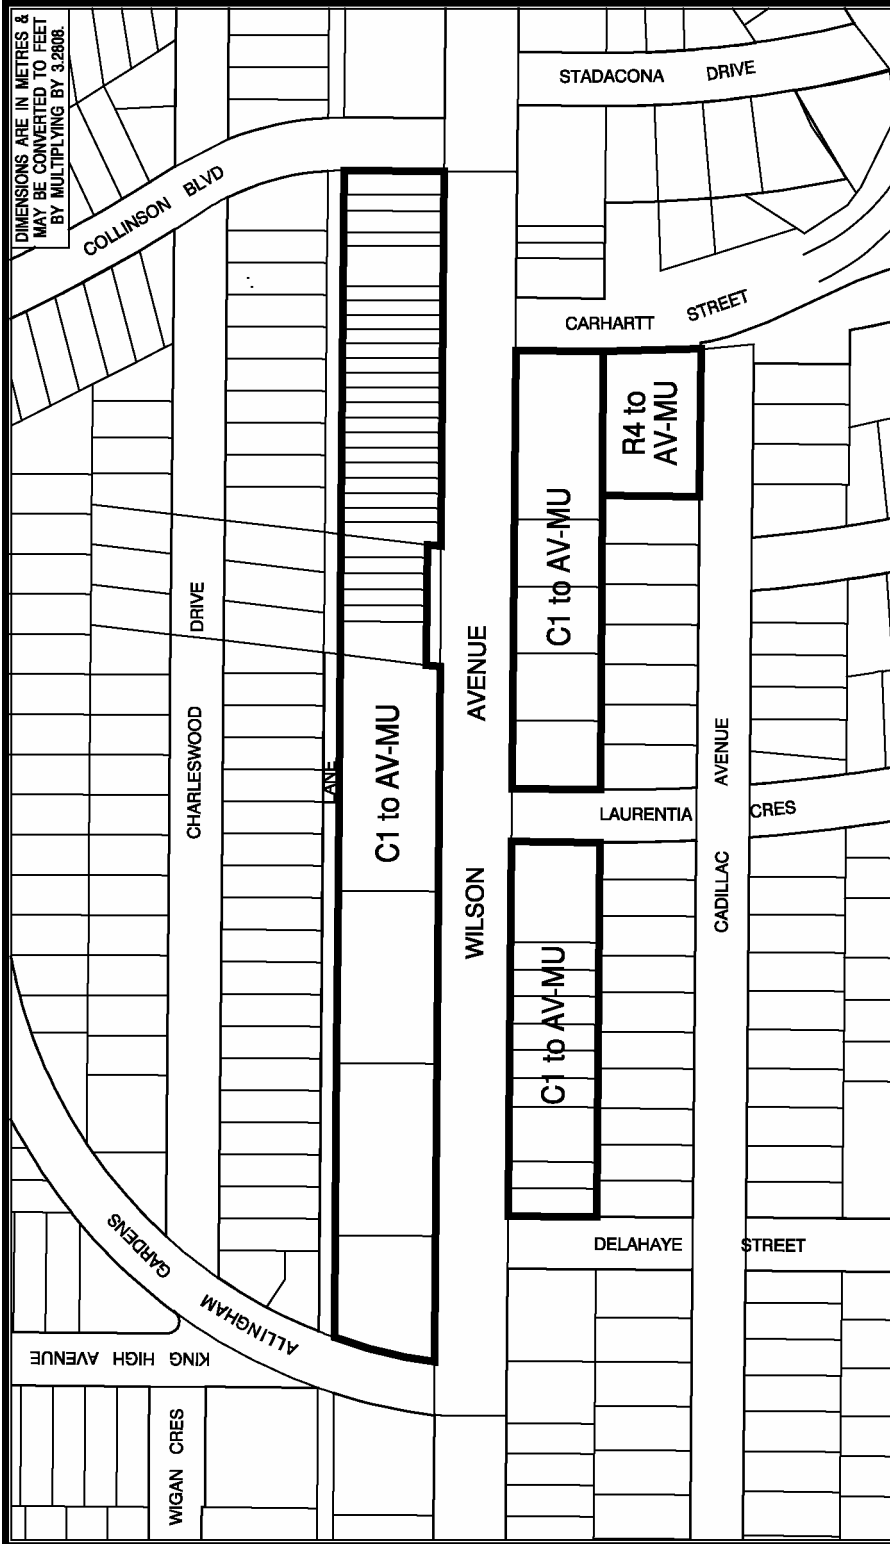 DIMENSIONS ARE IN METRES &
MAY BE CONVERTED TO FEET
BY MULTIPLYING BY 3.2808.
STADACONA DRIVE
COLLINSON BLVD
CARHARTT STREET
R4 to
AV-MU
C1 to AV-MU
CHARLESWOOD DRIVE
LANE
C1 to AV-MU
WILSON AVENUE
LAURENTIA CRES
CADILLAC AVENUE
C1 to AV-MU
DELAHAYE STREET
ALLINGHAM GARDENS
KING HIGH AVENUE
WIGAN CRES